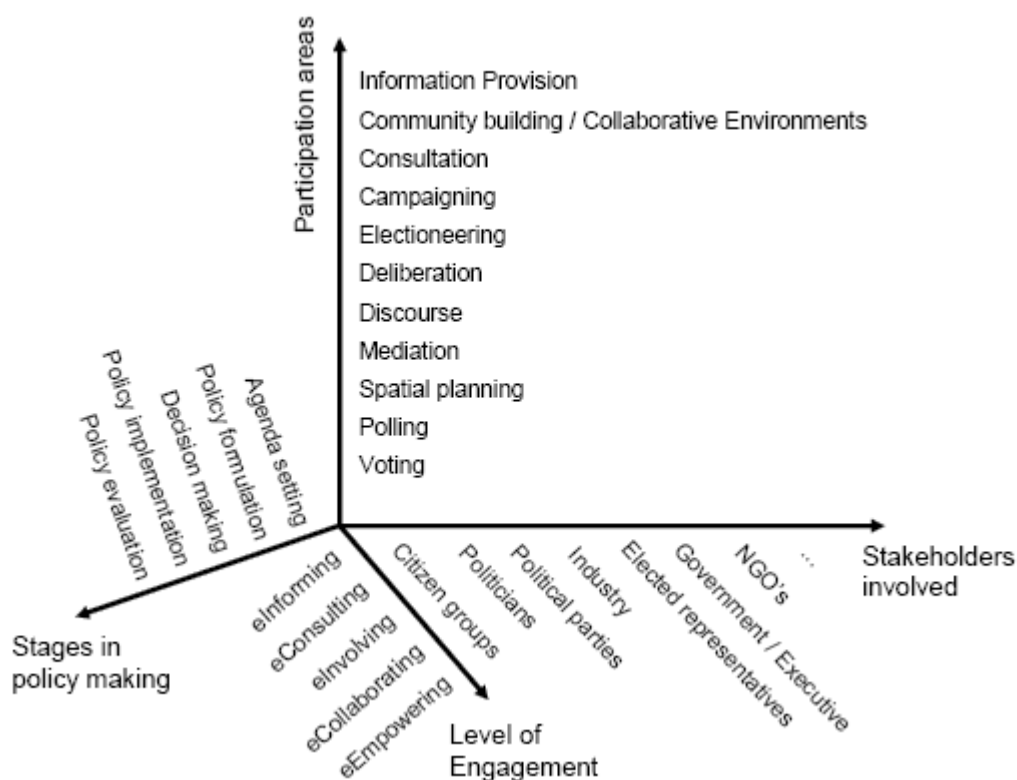 Participation areas
Information Provision
Community building / Collaborative Environments
Consultation
Campaigning
Electioneering
Deliberation
Discourse
Mediation
Spatial planning
Polling
Voting
Agenda setting
Policy formulation
Decision making
Policy implementation
Policy evaluation
Stages in
policy making
eInforming
eConsulting
eInvolving
eCollaborating
eEmpowering
Level of
Engagement
Citizen groups
Politicians
Political parties
Industry
Elected representatives
Government / Executive
NGO's
...
Stakeholders
involved